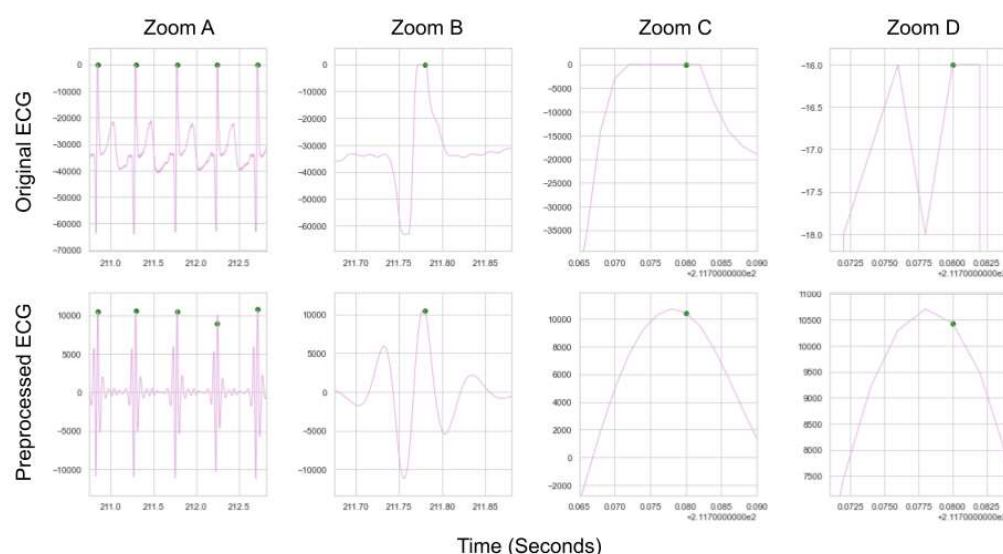 Zoom A
Zoom B
Zoom C
Zoom D
Original ECG
0
−10000
−20000
−30000
−40000
−50000
−60000
−70000
211.0 211.5 212.0 212.5
0
−10000
−20000
−30000
−40000
−50000
−60000
211.70 211.75 211.80 211.85
0
−5000
−10000
−15000
−20000
−25000
−30000
−35000
0.065 0.070 0.075 0.080 0.085 0.090
+2.1170000000e2
−16.0
−16.5
−17.0
−17.5
−18.0
0.0725 0.0750 0.0775 0.0800 0.0825
+2.1170000000e2
Preprocessed ECG
10000
5000
0
−5000
−10000
211.0 211.5 212.0 212.5
10000
5000
0
−5000
−10000
211.70 211.75 211.80 211.85
10000
8000
6000
4000
2000
0
−2000
0.065 0.070 0.075 0.080 0.085 0.090
+2.1170000000e2
11000
10500
10000
9500
9000
8500
8000
7500
0.0725 0.0750 0.0775 0.0800 0.0825
+2.1170000000e2
Time (Seconds)